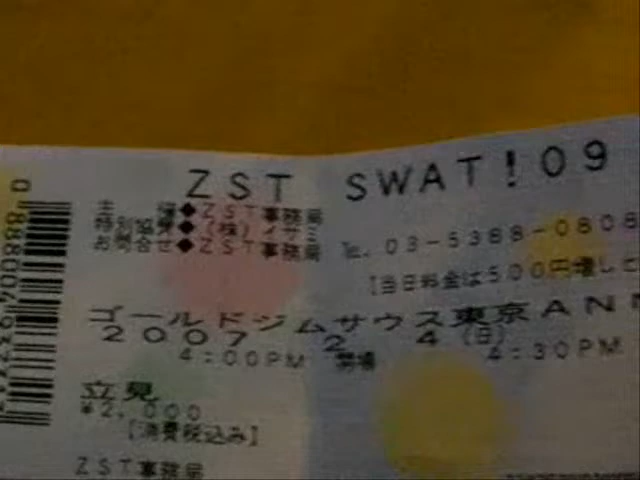 ZST SWAT!09
主 催◆ZST事務局
特別協賛◆(株)イサミ
お問合せ◆ZST事務局
℡. 03-5388-0808
[当日料金は500円増し
ゴールドジムサウス東京ANN
2007 2 4 (日)
4:00PM 開場 4:30PM
立見
¥2,000
[消費税込み]
ZST事務局